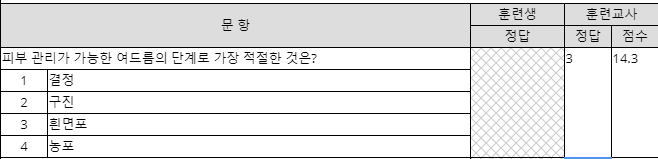 문 항 훈련생 훈련교사
정답 정답 점수
피부 관리가 가능한 여드름의 단계로 가장 적절한 것은? 3 14.3
1 결정
2 구진
3 흰면포
4 농포